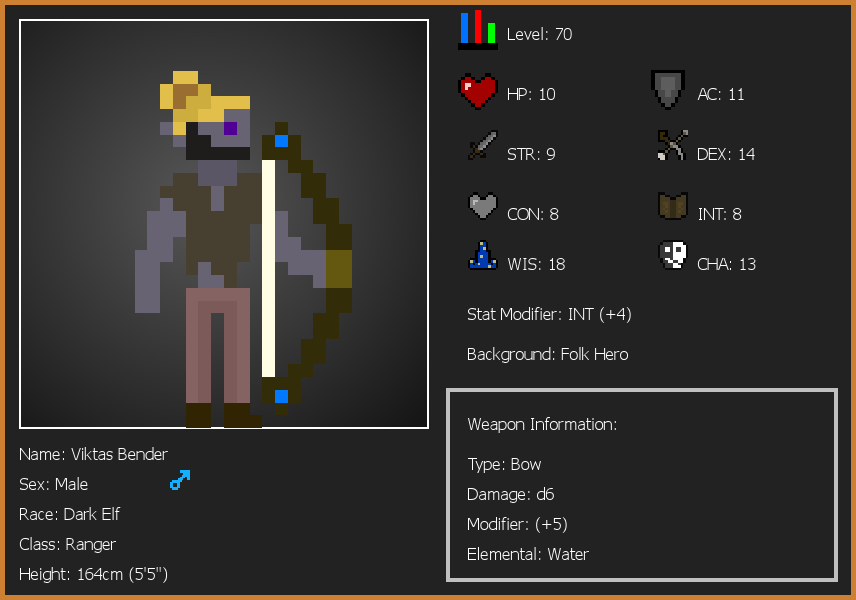 Level: 70
HP: 10
AC: 11
STR: 9
DEX: 14
CON: 8
INT: 8
WIS: 18
CHA: 13
Stat Modifier: INT (+4)
Background: Folk Hero
Weapon Information:
Type: Bow
Damage: d6
Modifier: (+5)
Elemental: Water
Name: Viktas Bender
Sex: Male
Race: Dark Elf
Class: Ranger
Height: 164cm (5'5")